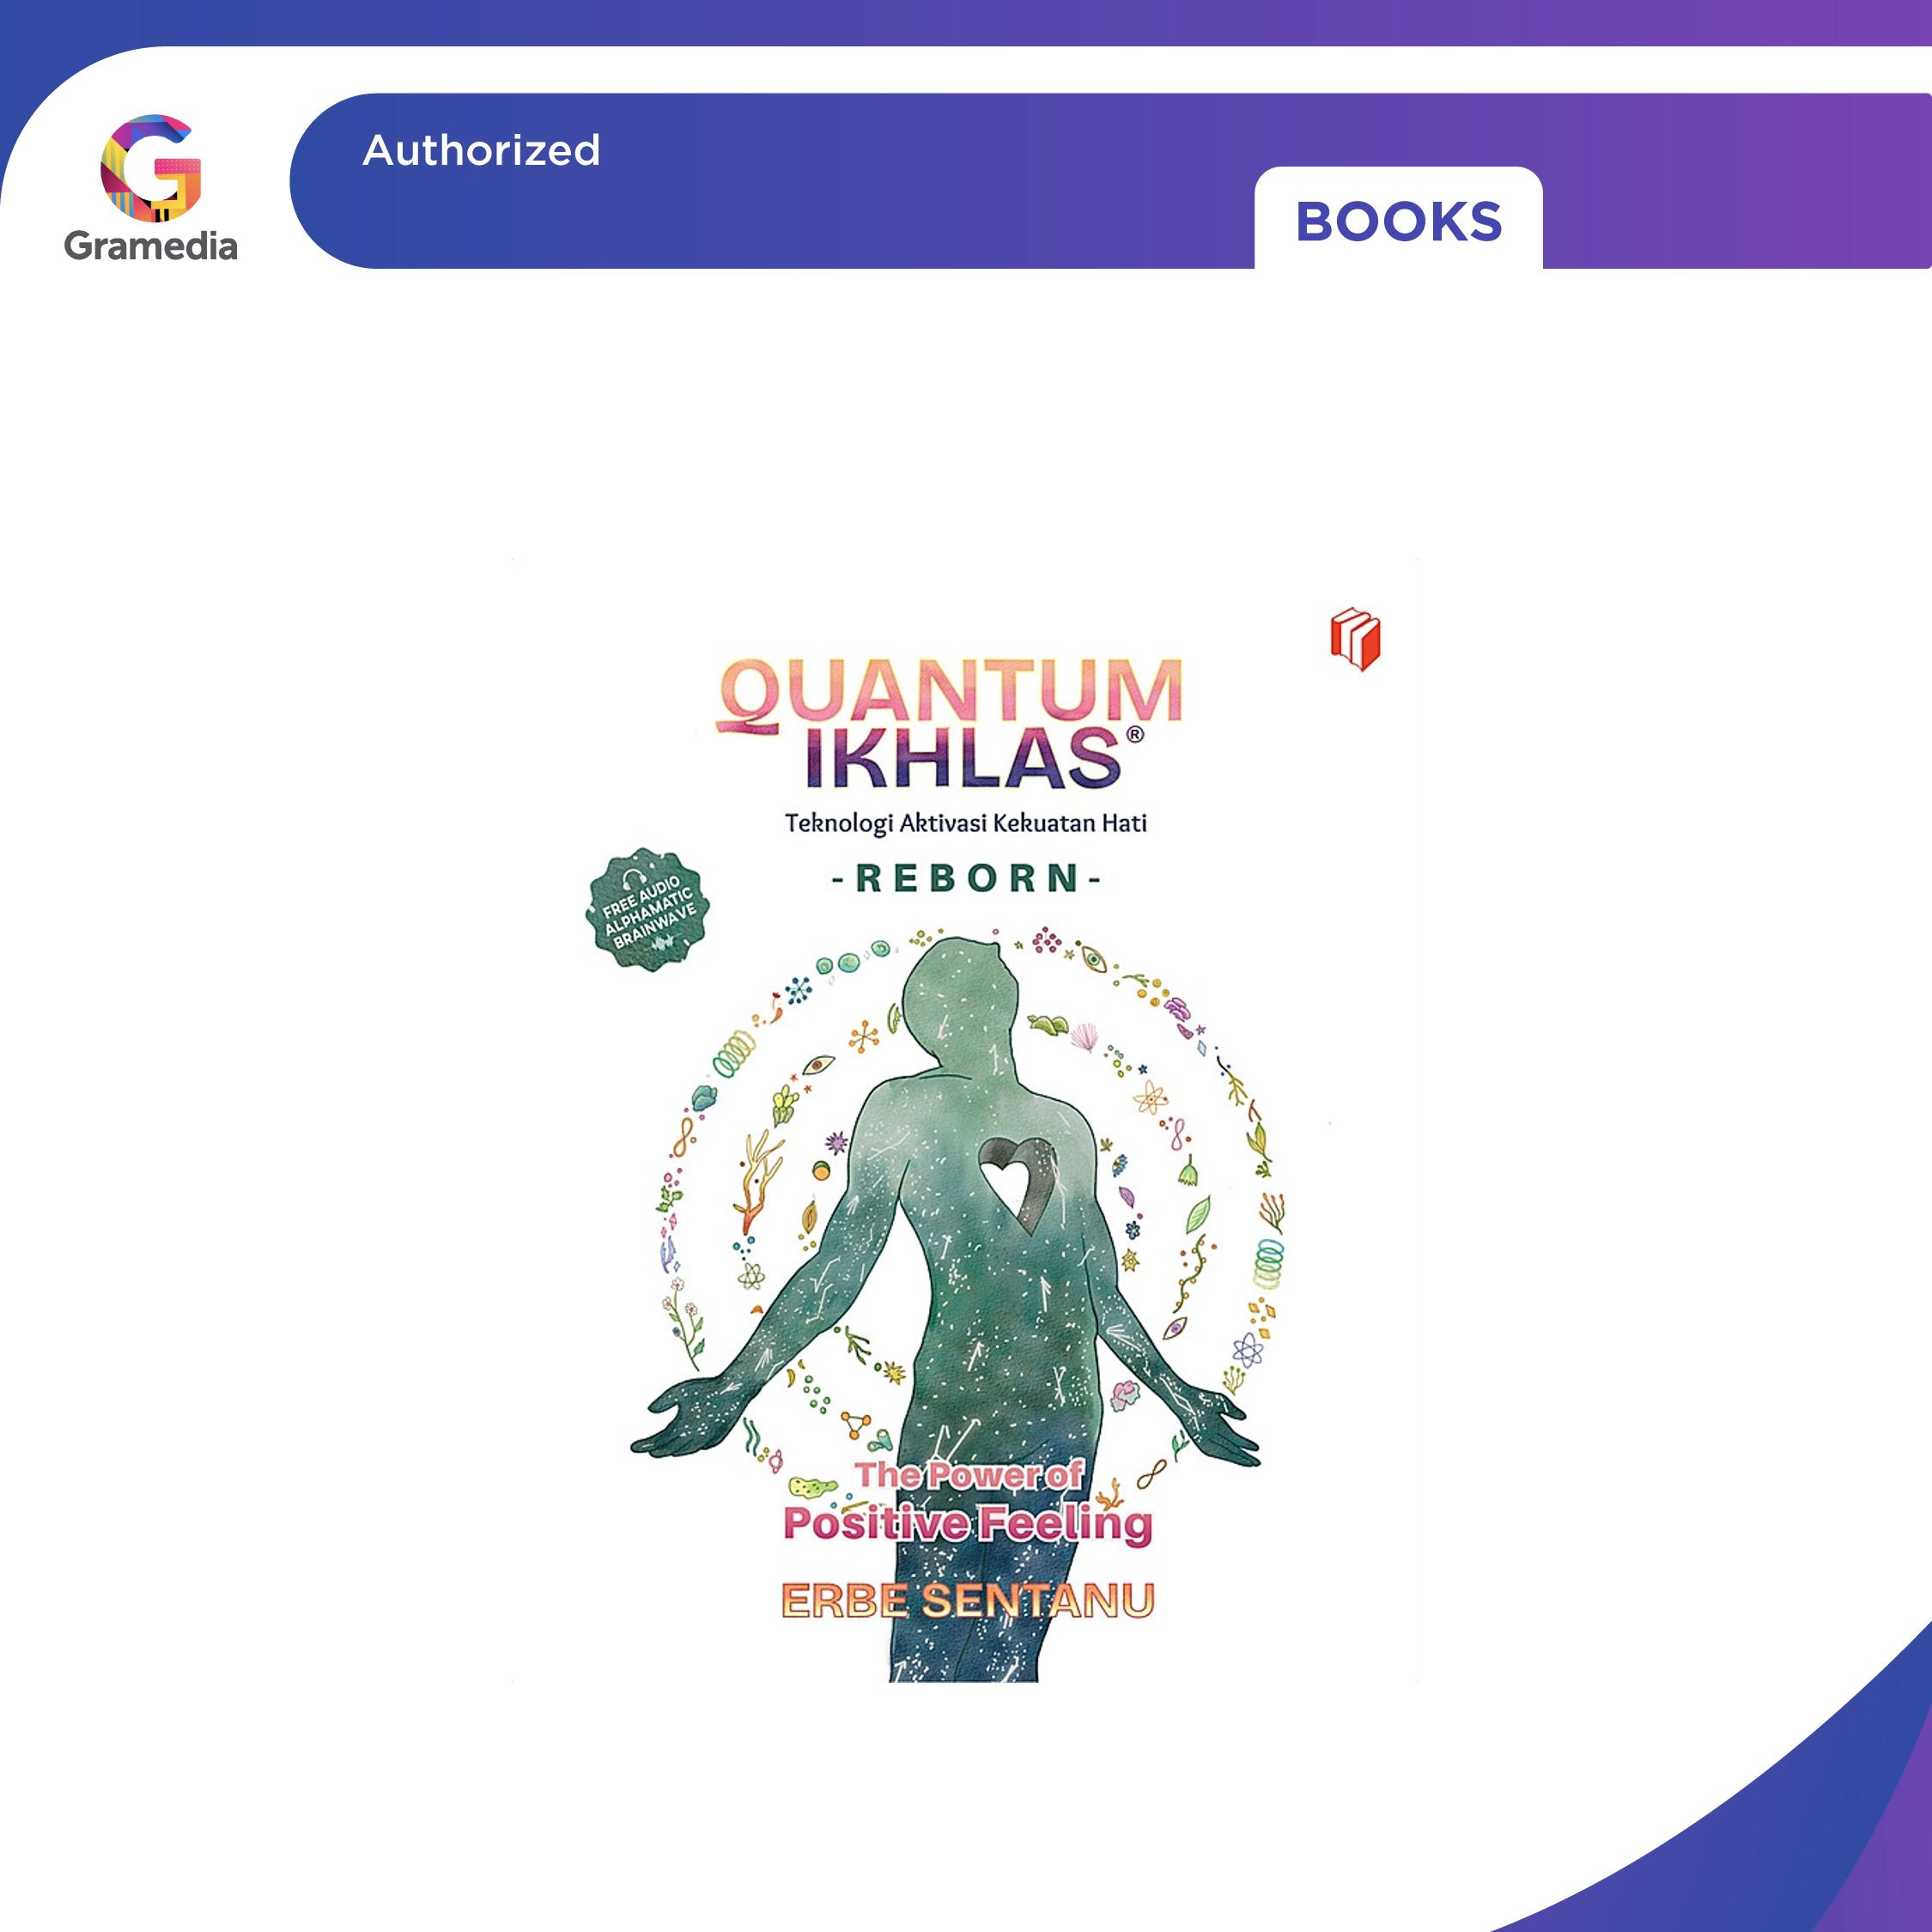 Gramedia
Authorized
BOOKS
QUANTUM
IKHLAS®
Teknologi Aktivasi Kekuatan Hati
-REBORN-
FREE AUDIO
ALPHAMATIC
BRAINWAVE
The Power of
Positive Feeling
ERBE SENTANU